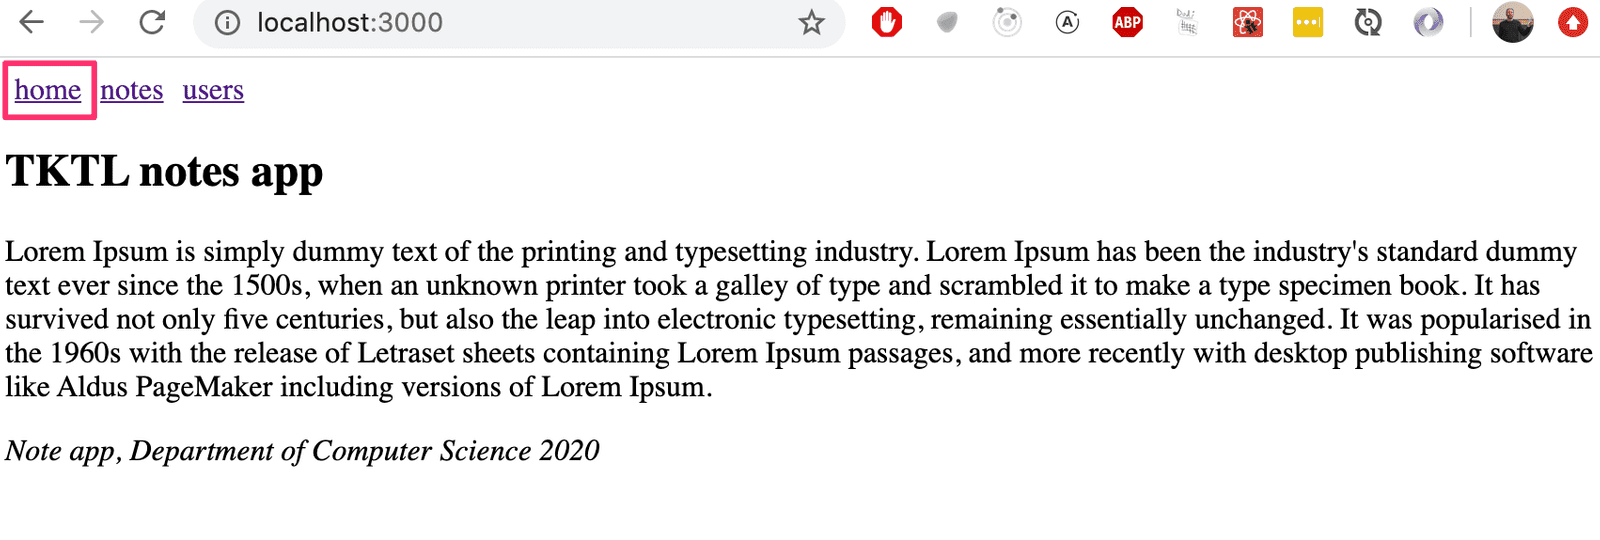 localhost:3000
ABP
home notes users
TKTL notes app
Lorem Ipsum is simply dummy text of the printing and typesetting industry. Lorem Ipsum has been the industry's standard dummy
text ever since the 1500s, when an unknown printer took a galley of type and scrambled it to make a type specimen book. It has
survived not only five centuries, but also the leap into electronic typesetting, remaining essentially unchanged. It was popularised in
the 1960s with the release of Letraset sheets containing Lorem Ipsum passages, and more recently with desktop publishing software
like Aldus PageMaker including versions of Lorem Ipsum.
Note app, Department of Computer Science 2020